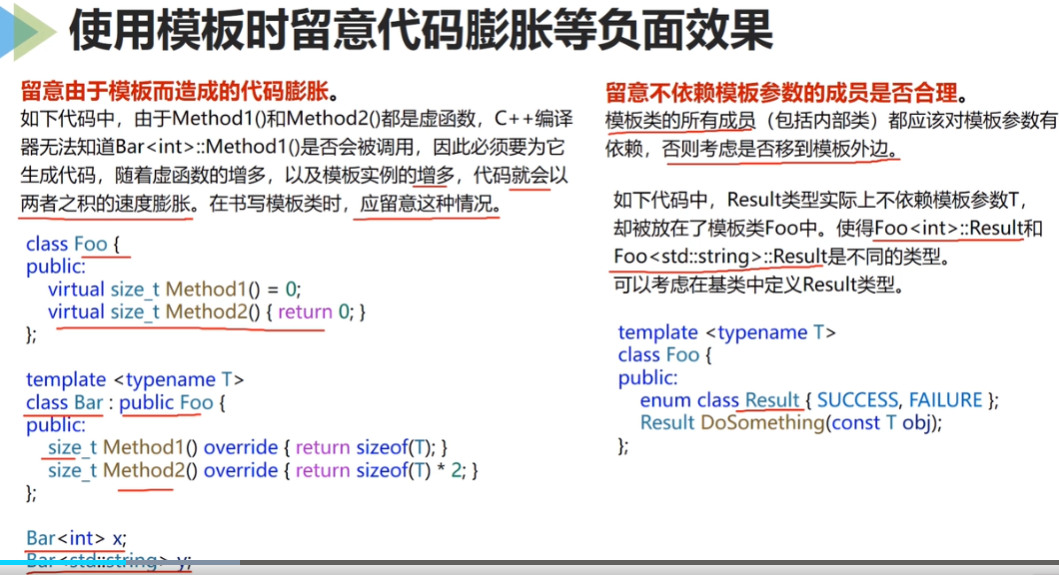 使用模板时留意代码膨胀等负面效果
留意由于模板而造成的代码膨胀。
如下代码中，由于Method1()和Method2()都是虚函数，C++编译
器无法知道Bar<int>::Method1()是否会被调用，因此必须要为它
生成代码，随着虚函数的增多，以及模板实例的增多，代码就会以
两者之积的速度膨胀。在书写模板类时，应留意这种情况。
class Foo {
public:
virtual size_t Method1() = 0;
virtual size_t Method2() { return 0; }
};
template <typename T>
class Bar : public Foo {
public:
size_t Method1() override { return sizeof(T); }
size_t Method2() override { return sizeof(T) * 2; }
};
Bar<int> x;
Bar<std::string> y;
留意不依赖模板参数的成员是否合理。
模板类的所有成员（包括内部类）都应该对模板参数有
依赖，否则考虑是否移到模板外边。
如下代码中，Result类型实际上不依赖模板参数T，
却被放在了模板类Foo中。使得Foo<int>::Result和
Foo<std::string>::Result是不同的类型。
可以考虑在基类中定义Result类型。
template <typename T>
class Foo {
public:
enum class Result { SUCCESS, FAILURE };
Result DoSomething(const T obj);
};